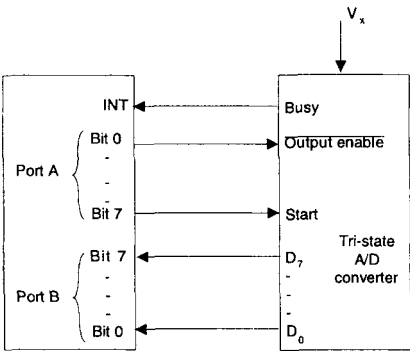 Vx
INT
Busy
Bit 0
Output enable
Port A
-
-
-
Bit 7
Start
Bit 7
D7
Tri-state
A/D
converter
Port B
-
-
-
-
-
-
Bit 0
D0